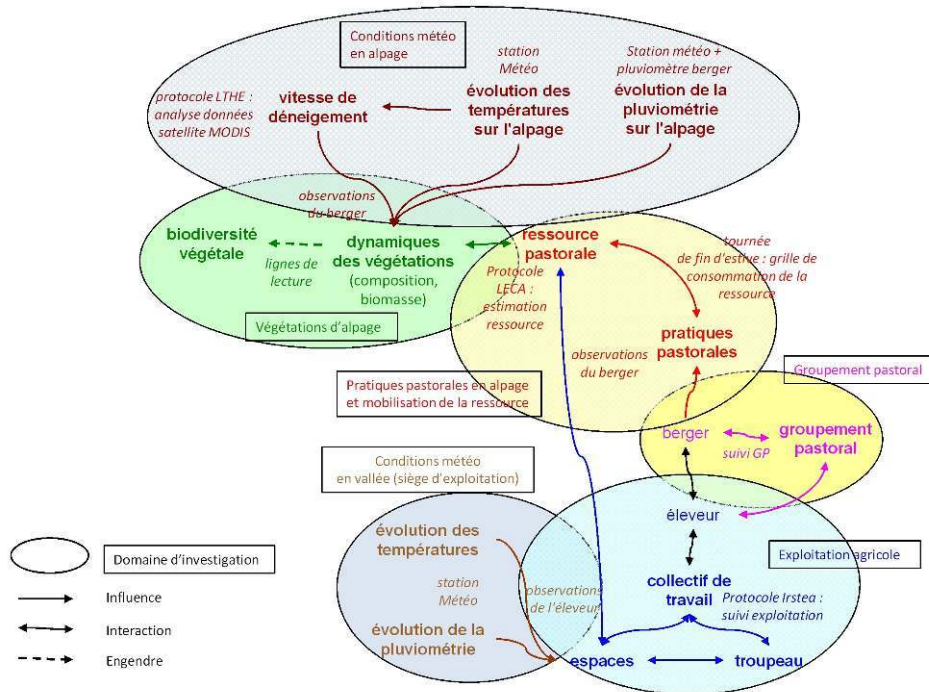 Conditions météo
en alpage
station
Météo
Station météo +
pluviomètre berger
protocole LTHE :
analyse données
satellite MODIS
vitesse de
déneigement
évolution des
températures
sur l'alpage
évolution de la
pluviométrie
sur l'alpage
observations
du berger
biodiversité
végétale
lignes de
lecture
dynamiques
des végétations
(composition,
biomasse)
Végétations d'alpage
ressource
pastorale
Protocole
LECA :
estimation
ressource
tournée
de fin d'estive : grille de
consommation de la
ressource
pratiques
pastorales
observations
du berger
Pratiques pastorales en alpage
et mobilisation de la ressource
Groupement pastoral
berger
suivi GP
groupement
pastoral
Conditions météo
en vallée (siège d'exploitation)
évolution des
températures
station
Météo
évolution de la
pluviométrie
observations
de l'éleveur
éleveur
Exploitation agricole
collectif de
travail
Protocole Irstea :
suivi exploitation
espaces
troupeau
Domaine d'investigation
Influence
Interaction
Engendre